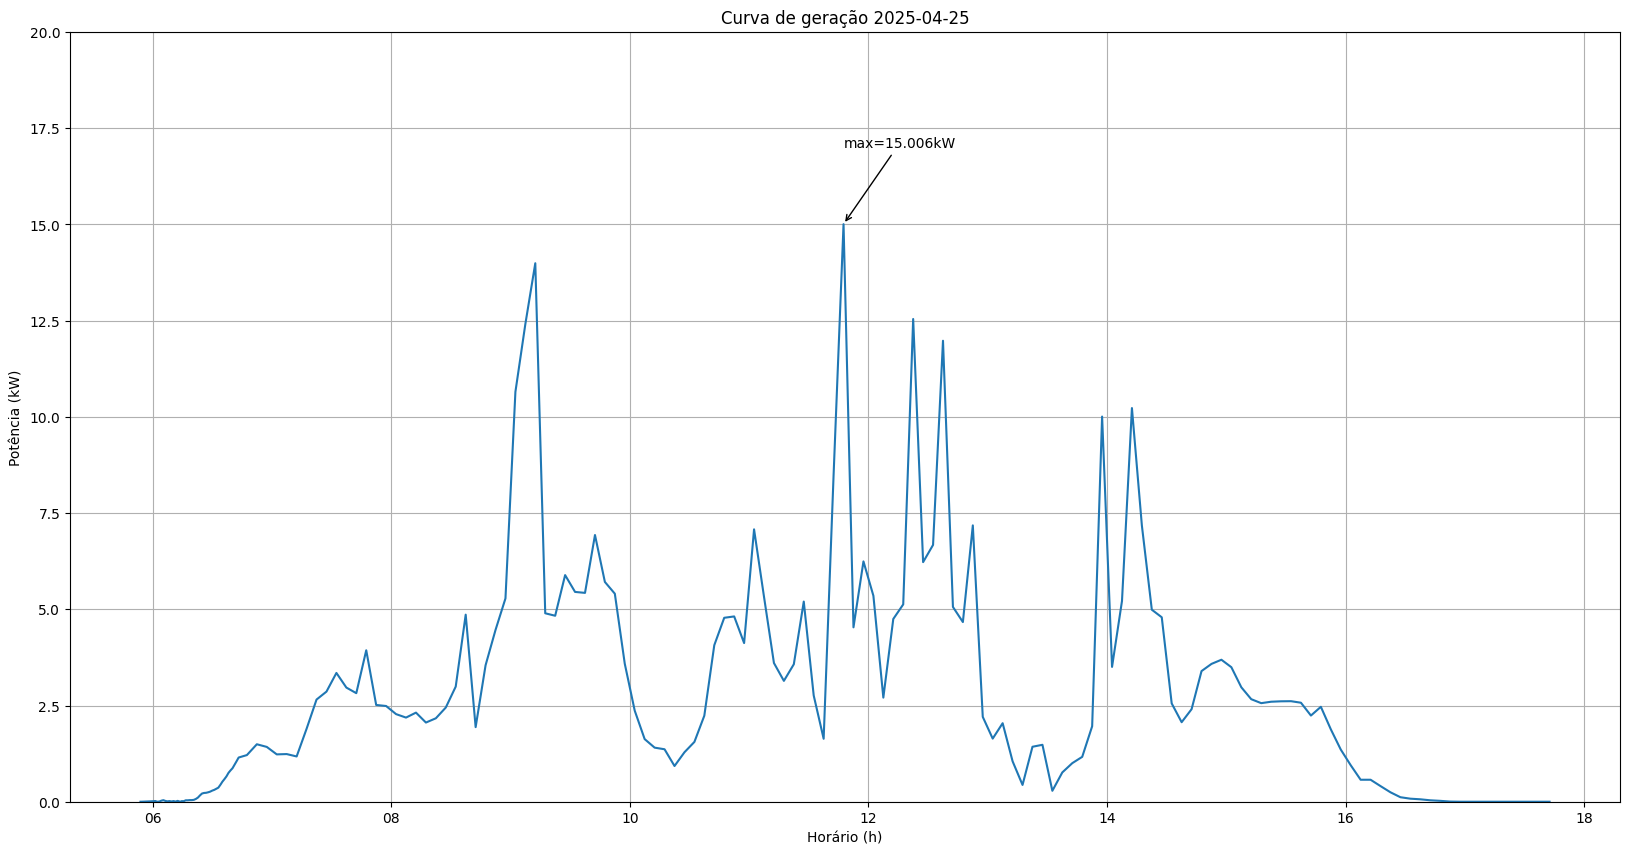 Curva de geração 2025-04-25
20.0
17.5
max=15.006kW
15.0
12.5
10.0
7.5
5.0
2.5
0.0
Potência (kW)
06 08 10 12 14 16 18
Horário (h)